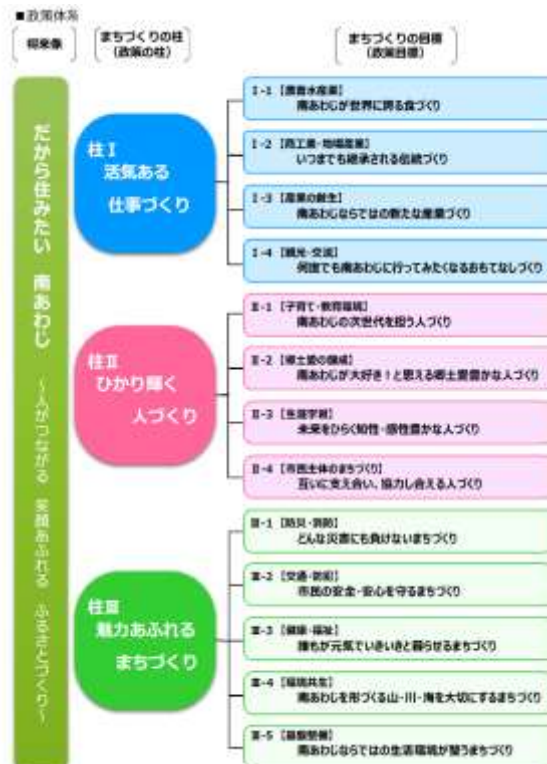 ■政策体系
将来像
まちづくりの柱
(政策の柱)
まちづくりの目標
(政策目標)
だから住みたい 南あわじ ～人がつながる 笑顔あふれる ふるさとづくり～
柱Ⅰ
活気ある
仕事づくり
Ⅰ-1 【農畜水産業】
南あわじが世界に誇る食づくり
Ⅰ-2 【商工業・地場産業】
いつまでも継承される伝統づくり
Ⅰ-3 【産業の創生】
南あわじならではの新たな産業づくり
Ⅰ-4 【観光・交流】
何度でも南あわじに行ってみたくなるおもてなしづくり
柱Ⅱ
ひかり輝く
人づくり
Ⅱ-1 【子育て・教育環境】
南あわじの次世代を担う人づくり
Ⅱ-2 【郷土愛の醸成】
南あわじが大好き！と思える郷土愛豊かな人づくり
Ⅱ-3 【生涯学習】
未来をひらく知性・感性豊かな人づくり
Ⅱ-4 【市民主体のまちづくり】
互いに支え合い、協力し合える人づくり
柱Ⅲ
魅力あふれる
まちづくり
Ⅲ-1 【防災・消防】
どんな災害にも負けないまちづくり
Ⅲ-2 【交通・防犯】
市民の安全・安心を守るまちづくり
Ⅲ-3 【健康・福祉】
誰もが元気でいきいきと暮らせるまちづくり
Ⅲ-4 【環境共生】
南あわじを形づくる山・川・海を大切にするまちづくり
Ⅲ-5 【基盤整備】
南あわじならではの生活環境が整うまちづくり